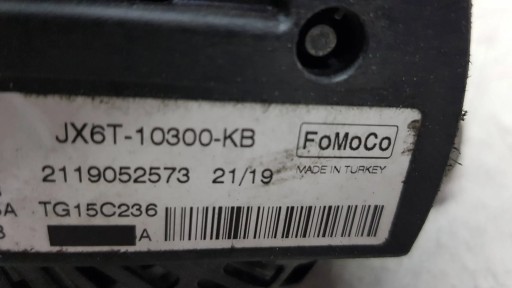 JX6T-10300-KB FoMoCo
MADE IN TURKEY
2119052573 21/19
A TG15C236
A